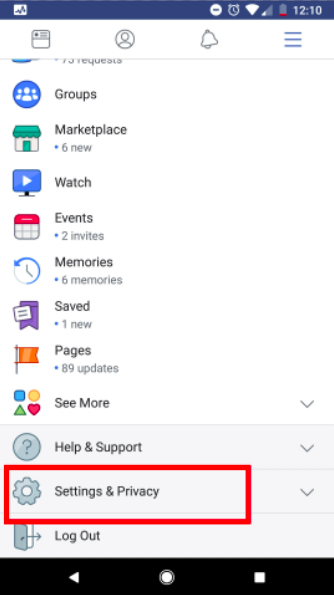 12:10
• 73 requests
Groups
Marketplace
• 6 new
Watch
Events
• 2 invites
Memories
• 6 memories
Saved
• 1 new
Pages
• 89 updates
See More
Help & Support
Settings & Privacy
Log Out